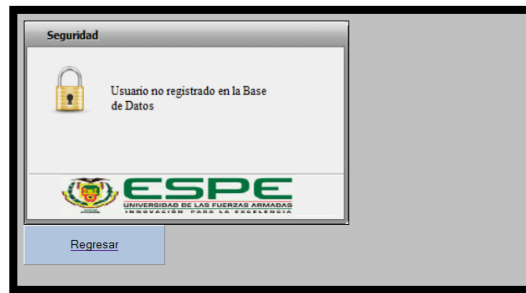 Seguridad
Usuario no registrado en la Base
de Datos
ESPE
UNIVERSIDAD DE LAS FUERZAS ARMADAS
INNOVACIÓN PARA LA EXCELENCIA
Regresar